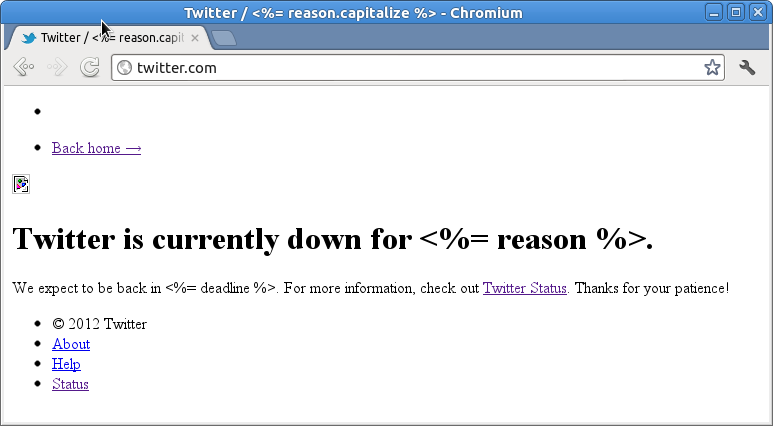 Twitter / <%= reason.capitalize %> - Chromium
Twitter / <%= reason.capit
twitter.com
Back home →
Twitter is currently down for <%= reason %>.
We expect to be back in <%= deadline %>. For more information, check out Twitter Status. Thanks for your patience!
© 2012 Twitter
About
Help
Status